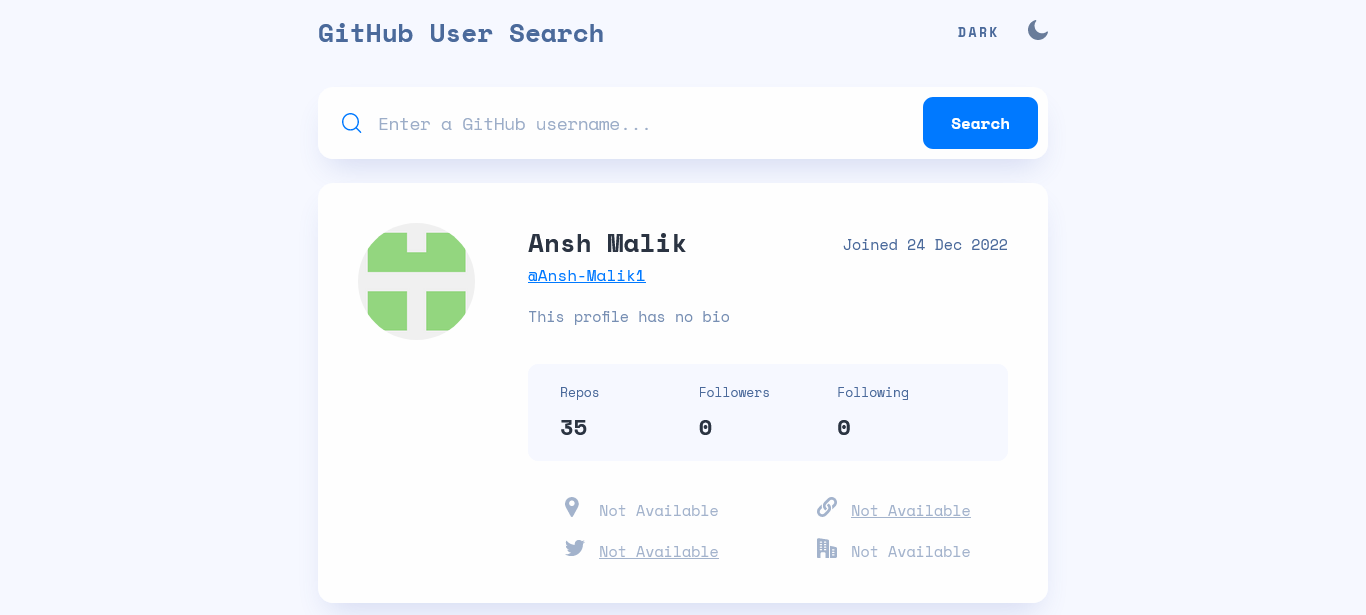 GitHub User Search
DARK
Enter a GitHub username...
Search
Ansh Malik
Joined 24 Dec 2022
@Ansh-Malik1
This profile has no bio
Repos
Followers
Following
35
0
0
Not Available
Not Available
Not Available
Not Available